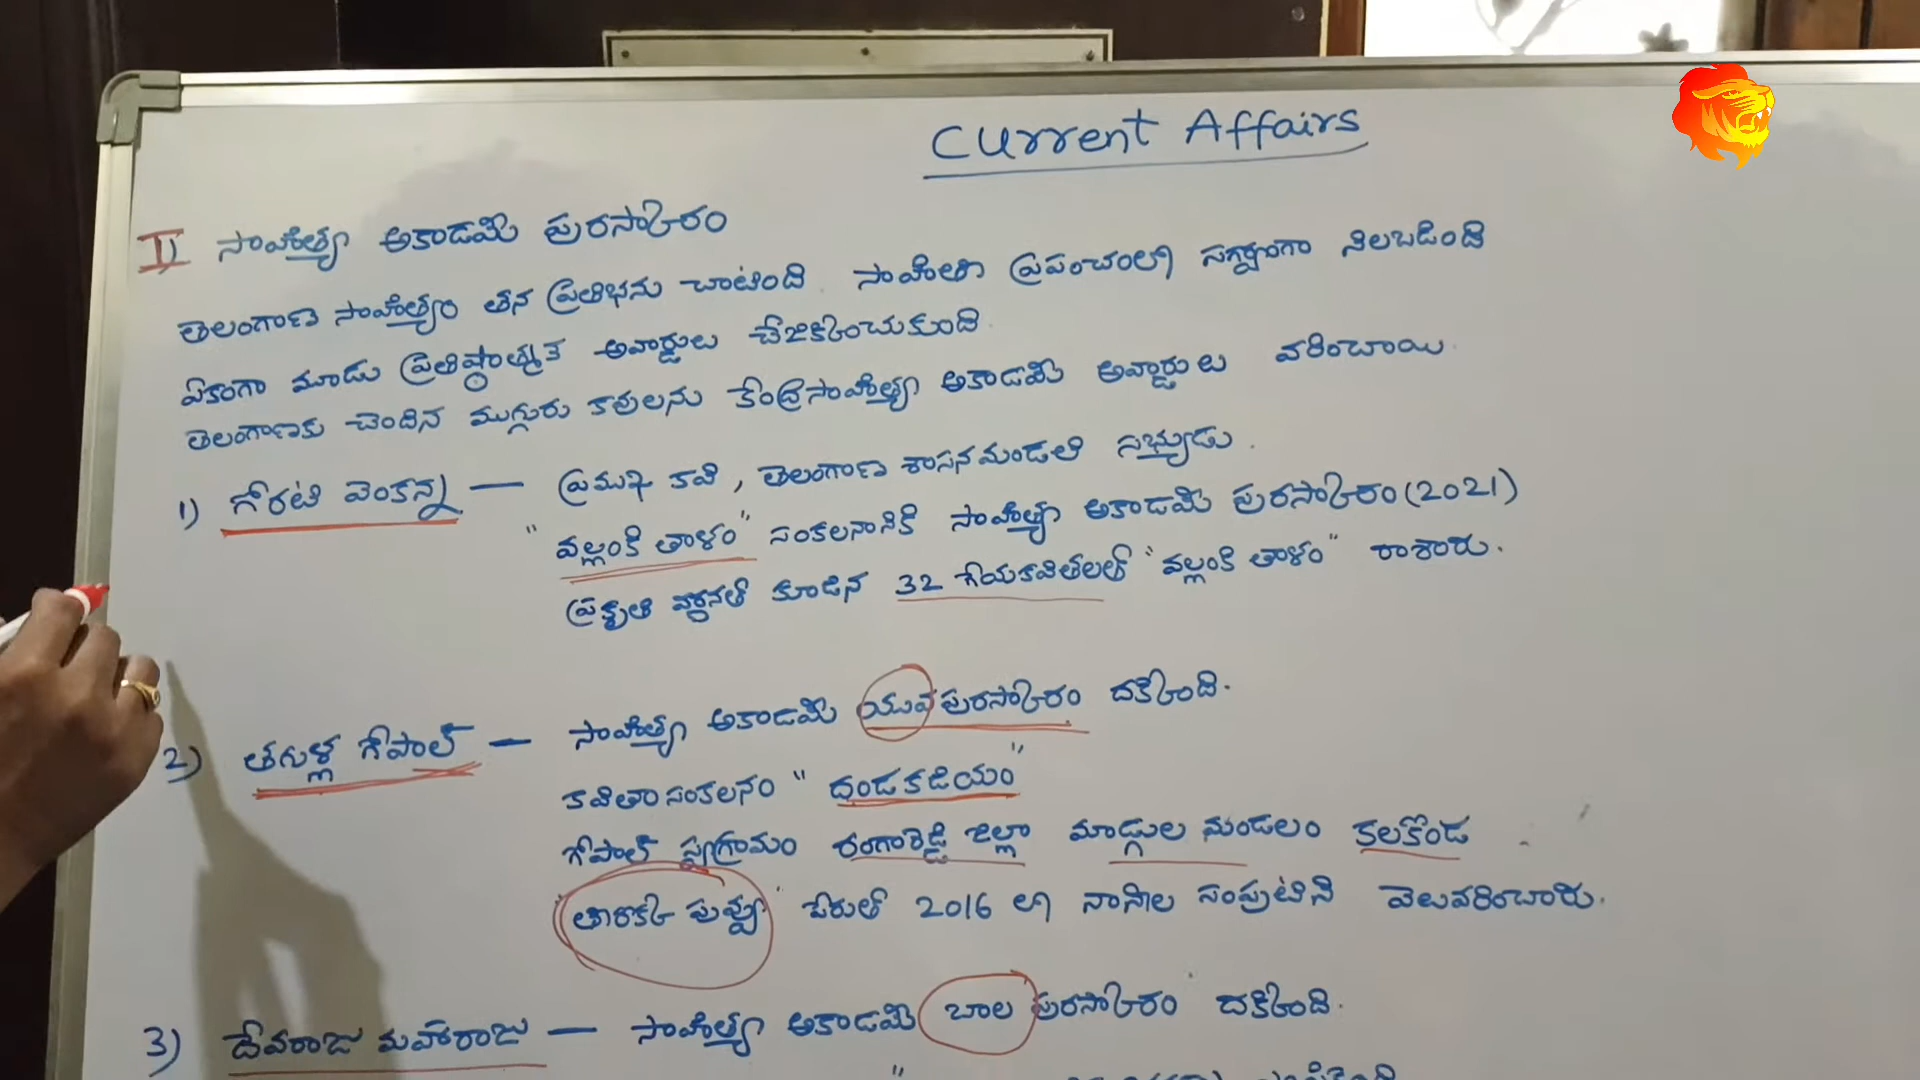 Current Affairs
I) సాహిత్య అకాడమి పురస్కారం
తెలంగాణ సాహిత్యం తన ప్రతిభను చాటింది. సాహితీ ప్రపంచంలో సగర్వంగా నిలబడింది
ఏకంగా మూడు ప్రతిష్ఠాత్మక అవార్డులు చేజిక్కించుకుంది.
తెలంగాణకు చెందిన ముగ్గురు కవులను కేంద్రసాహిత్య అకాడమి అవార్డులు వరించాయి.
1) గోరటి వెంకన్న — ప్రముఖ కవి, తెలంగాణ శాసనమండలి సభ్యుడు.
"వల్లంకి తాళం" సంకలనానికి సాహిత్య అకాడమి పురస్కారం(2021)
ప్రకృతి వర్ణనతో కూడిన 32 గేయకవితలతో "వల్లంకి తాళం" రాశారు.
2) తగుళ్ల గోపాల్ — సాహిత్య అకాడమి యువపురస్కారం దక్కింది.
కవితా సంకలనం "దండకడియం"
గోపాల్ స్వగ్రామం రంగారెడ్డి జిల్లా మాడ్గుల మండలం కలకొండ
'తీరొక్క పువ్వు' పేరుతో 2016 లో నానీల సంపుటిని వెలువరించారు.
3) దేవరాజు మహారాజు — సాహిత్య అకాడమి బాల పురస్కారం దక్కింది.